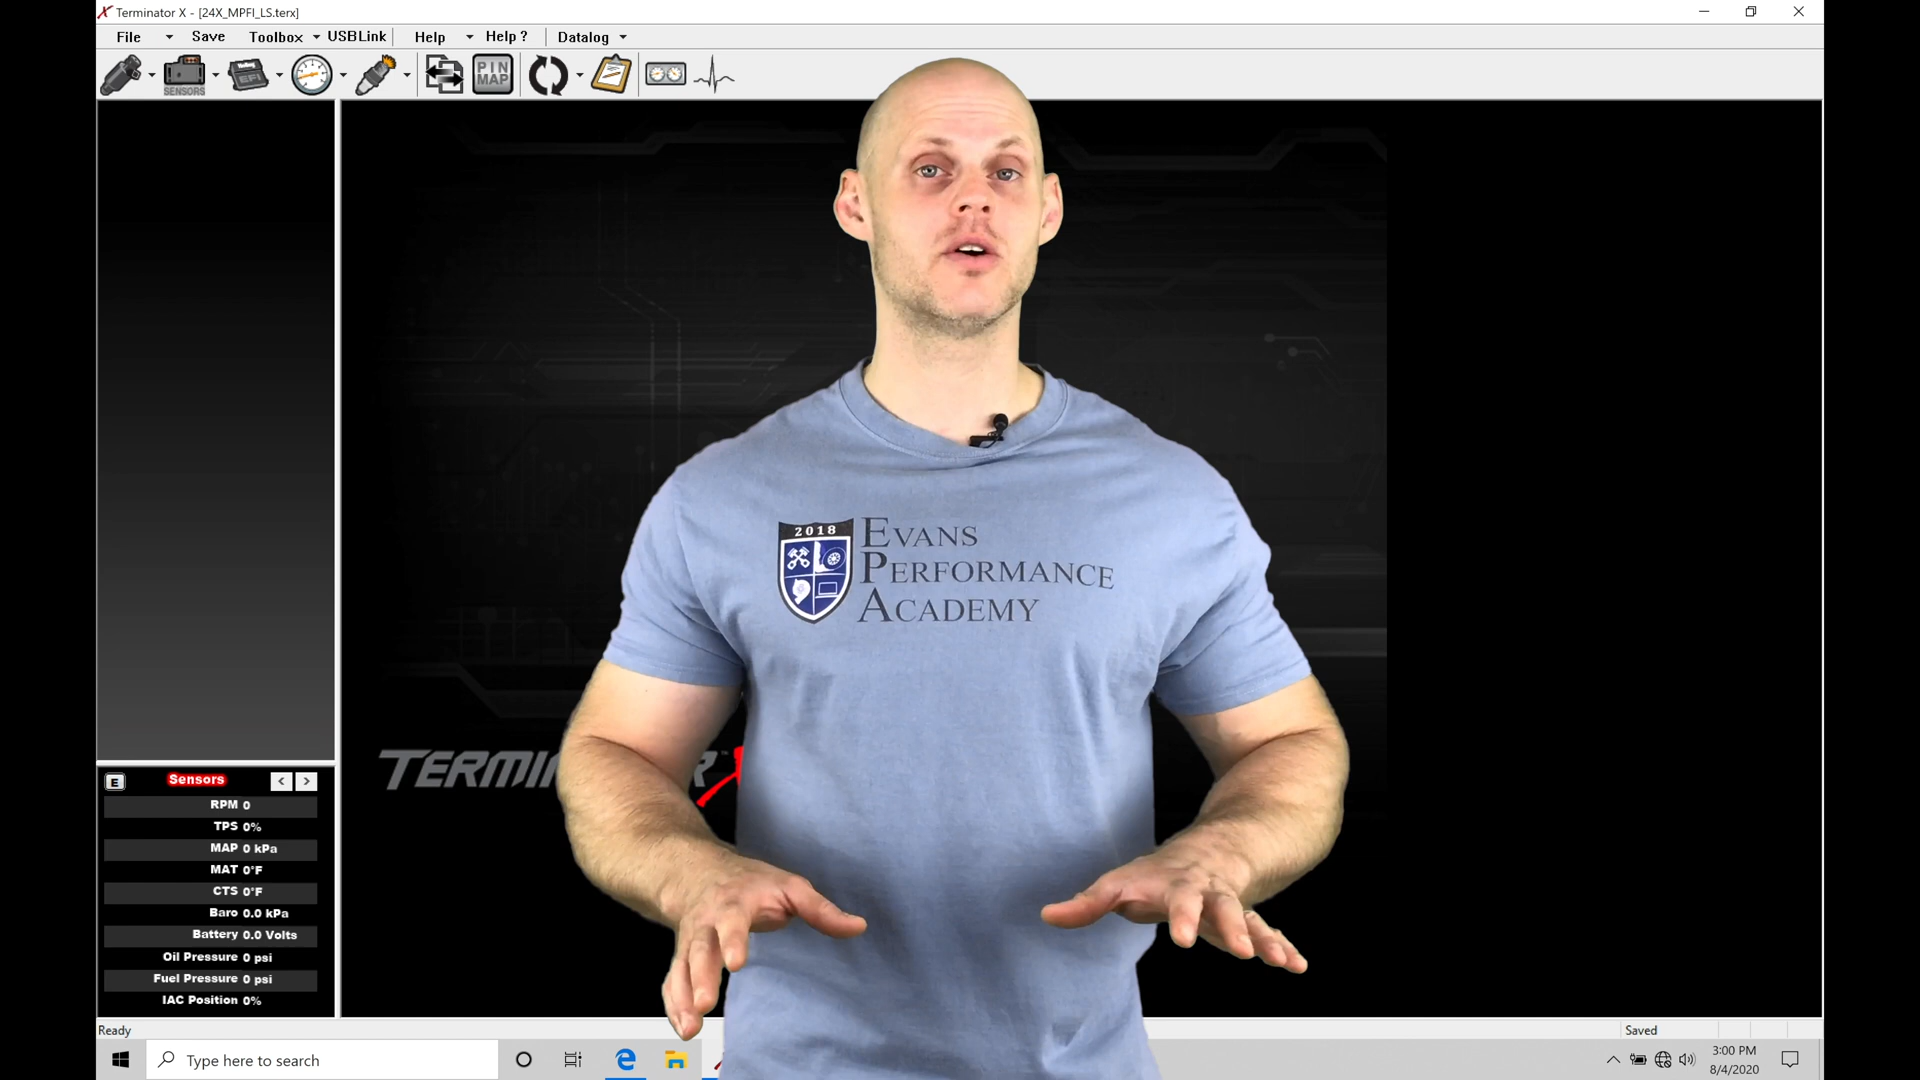 Terminator X - [24X_MPFI_LS.terx]
File Save Toolbox USBLink Help Help ? Datalog
SENSORS
Holley
EFI
PIN
MAP
2018
EVANS
PERFORMANCE
ACADEMY
E Sensors < >
RPM 0
TPS 0%
MAP 0 kPa
MAT 0°F
CTS 0°F
Baro 0.0 kPa
Battery 0.0 Volts
Oil Pressure 0 psi
Fuel Pressure 0 psi
IAC Position 0%
Ready Saved
Type here to search
3:00 PM
8/4/2020